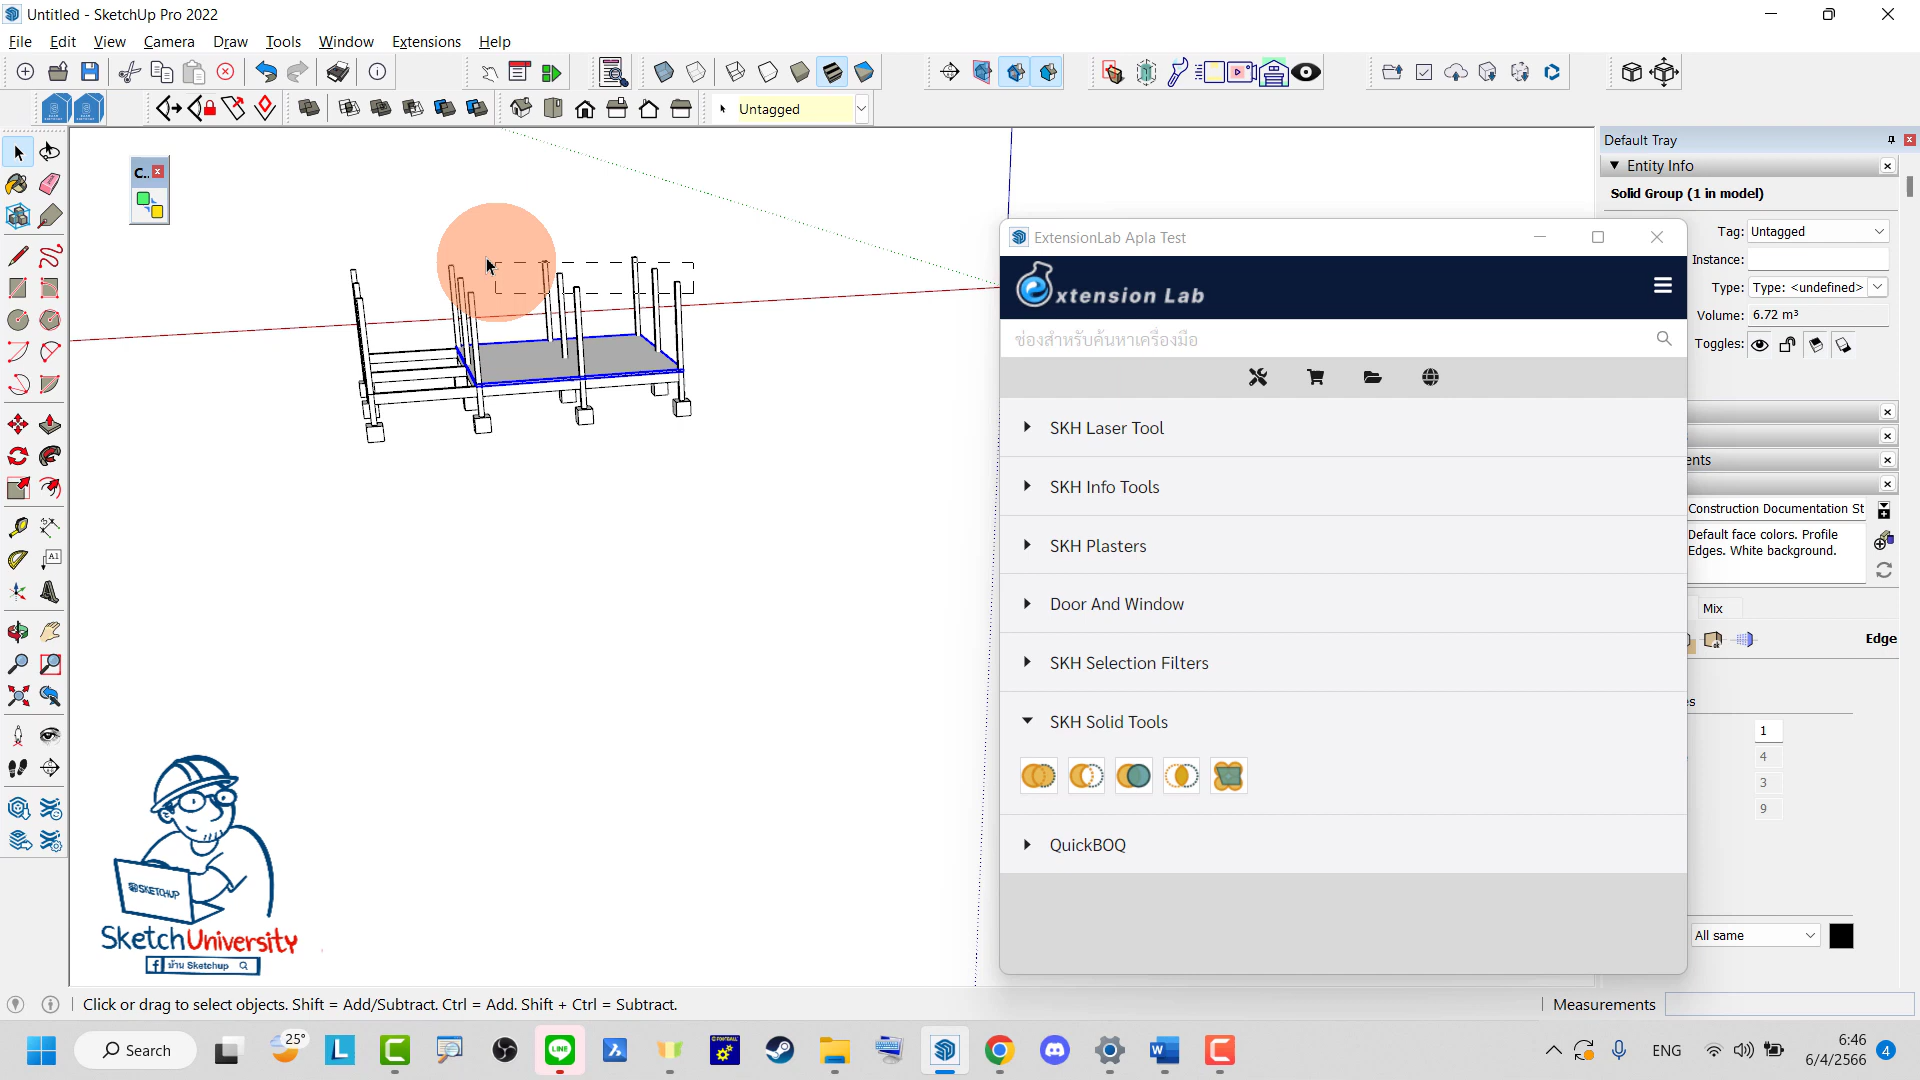 Untitled - SketchUp Pro 2022
File Edit View Camera Draw Tools Window Extensions Help
Untagged
Default Tray
Entity Info
Solid Group (1 in model)
Tag: Untagged
Instance:
Type: Type: <undefined>
Volume: 6.72 m³
Toggles:
C..
ExtensionLab Apla Test
extension Lab
ช่องสำหรับค้นหาเครื่องมือ
SKH Laser Tool
SKH Info Tools
SKH Plasters
Door And Window
SKH Selection Filters
SKH Solid Tools
QuickBOQ
ents
Construction Documentation St
Default face colors. Profile
Edges. White background.
Mix
Edge
es
1
4
3
9
All same
A1
SKETCHUP
SketchUniversity
f บ้าน Sketchup
Click or drag to select objects. Shift = Add/Subtract. Ctrl = Add. Shift + Ctrl = Subtract.
Measurements
Search
25°
ENG
6:46
6/4/2566
4